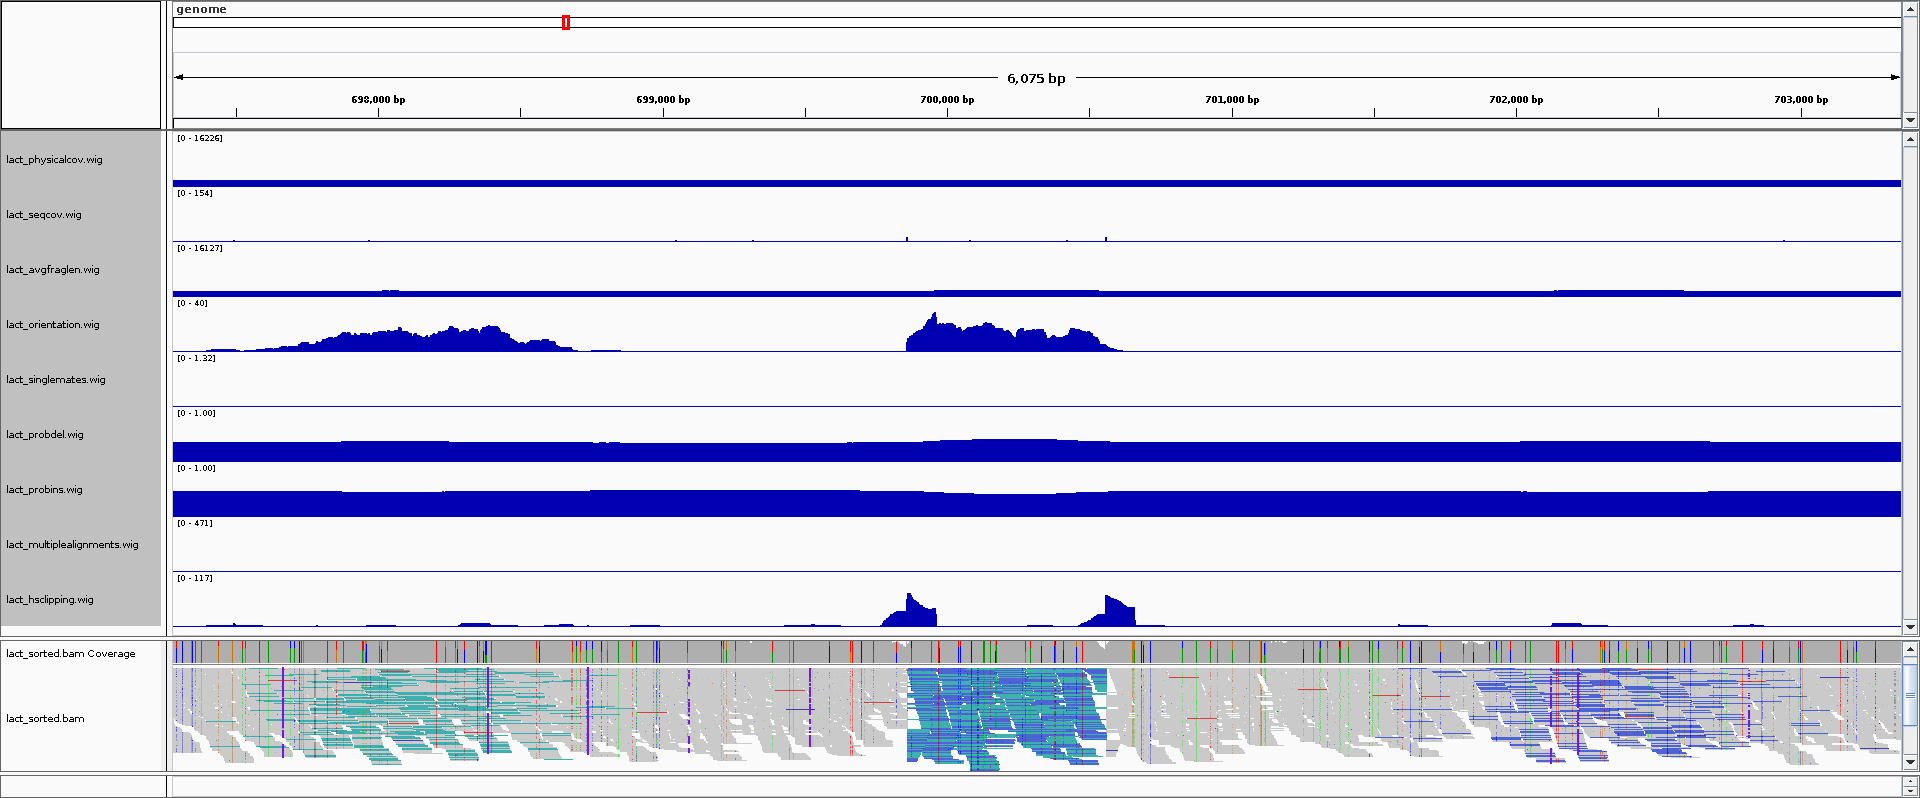 genome
6,075 bp
698,000 bp 699,000 bp 700,000 bp 701,000 bp 702,000 bp 703,000 bp
[0 - 16226]
lact_physicalcov.wig
[0 - 154]
lact_seqcov.wig
[0 - 16127]
lact_avgfraglen.wig
[0 - 40]
lact_orientation.wig
[0 - 1.32]
lact_singlemates.wig
[0 - 1.00]
lact_probdel.wig
[0 - 1.00]
lact_probins.wig
[0 - 471]
lact_multiplealignments.wig
[0 - 117]
lact_hsclipping.wig
lact_sorted.bam Coverage
lact_sorted.bam